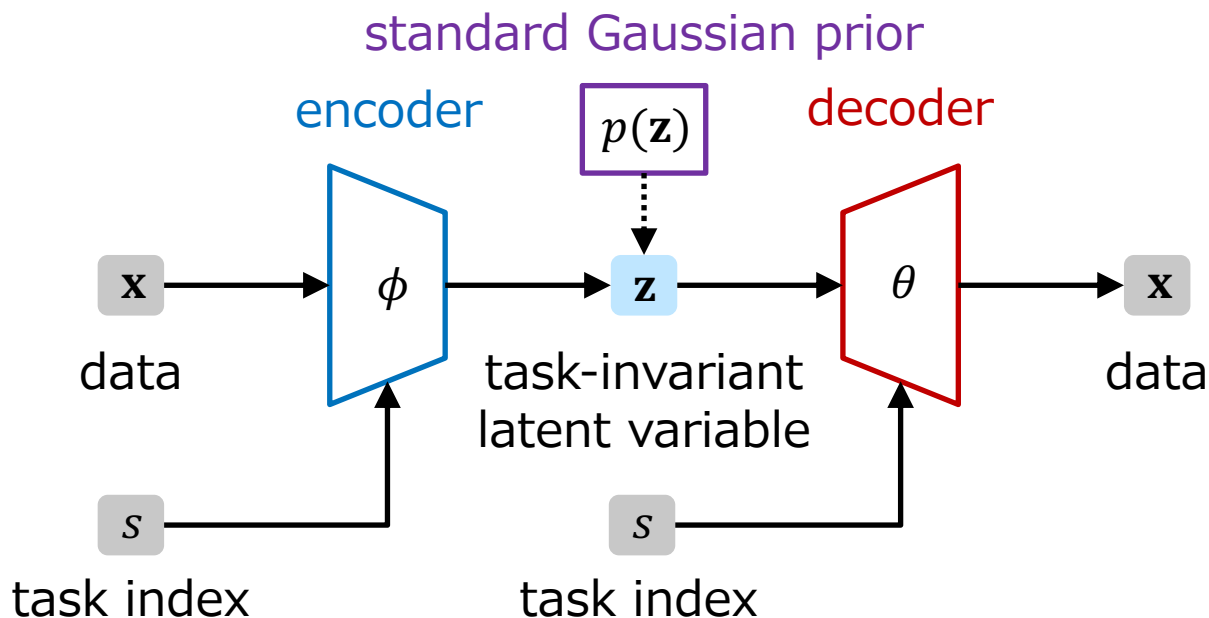 standard Gaussian prior
encoder
p(𝐳)
decoder
𝐱
ϕ
𝐳
θ
𝐱
data
task-invariant
latent variable
data
s
s
task index
task index